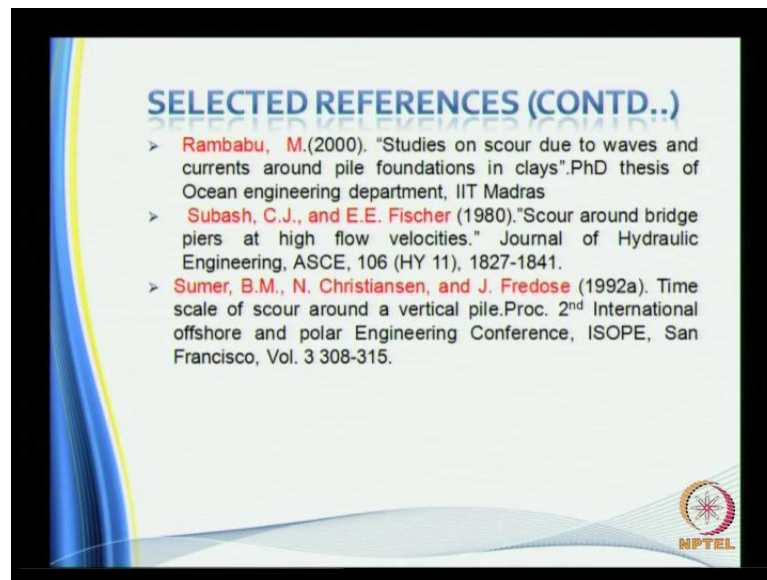 SELECTED REFERENCES (CONTD..)
➢ Rambabu, M.(2000). “Studies on scour due to waves and
currents around pile foundations in clays”.PhD thesis of
Ocean engineering department, IIT Madras
➢ Subash, C.J., and E.E. Fischer (1980).”Scour around bridge
piers at high flow velocities.” Journal of Hydraulic
Engineering, ASCE, 106 (HY 11), 1827-1841.
➢ Sumer, B.M., N. Christiansen, and J. Fredose (1992a). Time
scale of scour around a vertical pile.Proc. 2nd International
offshore and polar Engineering Conference, ISOPE, San
Francisco, Vol. 3 308-315.
NPTEL